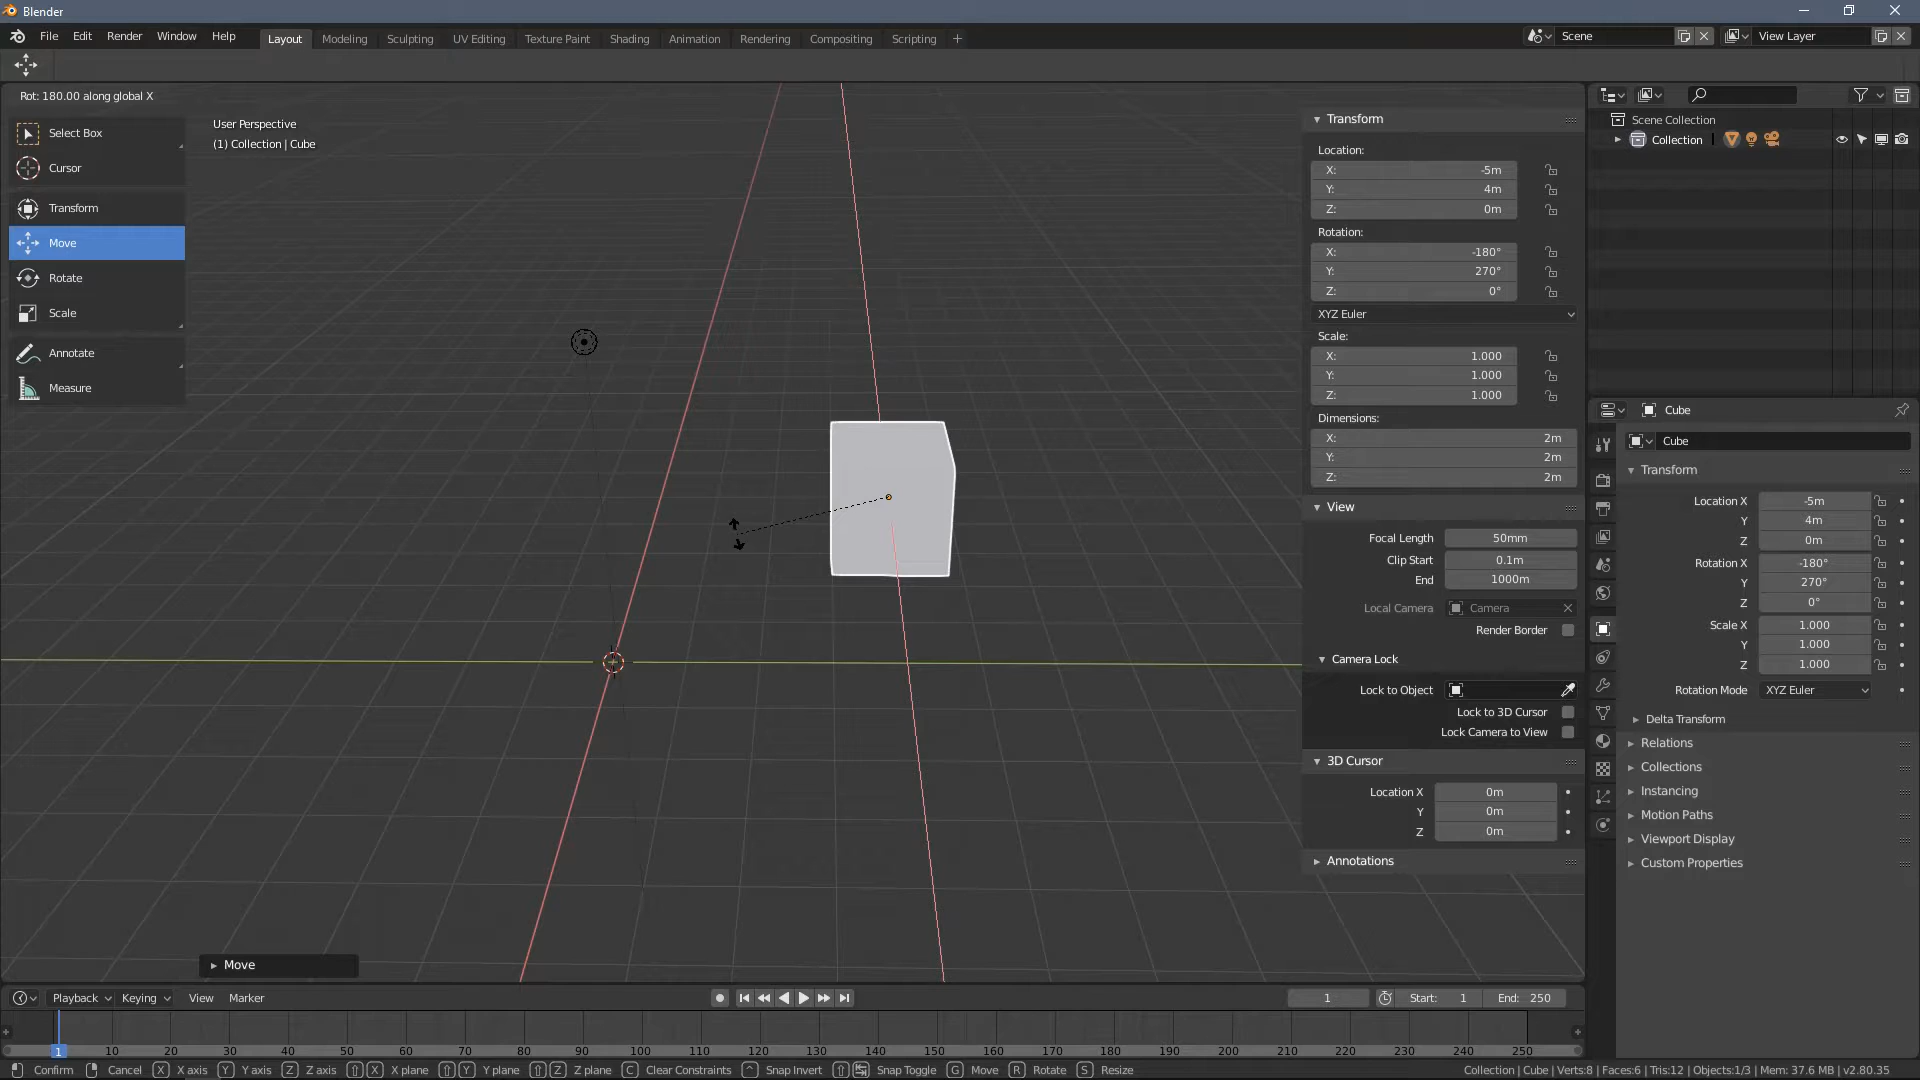 Blender
File Edit Render Window Help Layout Modeling Sculpting UV Editing Texture Paint Shading Animation Rendering Compositing Scripting + Scene View Layer
Rot: 180.00 along global X
User Perspective
(1) Collection | Cube
Select Box
Cursor
Transform
Move
Rotate
Scale
Annotate
Measure
Move
Transform
Location:
X: -5m
Y: 4m
Z: 0m
Rotation:
X: -180°
Y: 270°
Z: 0°
XYZ Euler
Scale:
X: 1.000
Y: 1.000
Z: 1.000
Dimensions:
X: 2m
Y: 2m
Z: 2m
View
Focal Length 50mm
Clip Start 0.1m
End 1000m
Local Camera Camera
Render Border
Camera Lock
Lock to Object
Lock to 3D Cursor
Lock Camera to View
3D Cursor
Location X 0m
Y 0m
Z 0m
Annotations
Scene Collection
Collection
Cube
Cube
Transform
Location X -5m
Y 4m
Z 0m
Rotation X -180°
Y 270°
Z 0°
Scale X 1.000
Y 1.000
Z 1.000
Rotation Mode XYZ Euler
Delta Transform
Relations
Collections
Instancing
Motion Paths
Viewport Display
Custom Properties
Playback Keying View Marker 1 Start: 1 End: 250
1 10 20 30 40 50 60 70 80 90 100 110 120 130 140 150 160 170 180 190 200 210 220 230 240 250
Confirm Cancel X X axis Y Y axis Z Z axis X X plane Y Y plane Z Z plane C Clear Constraints ^ Snap Invert Snap Toggle G Move R Rotate S Resize Collection | Cube | Verts:8 | Faces:6 | Tris:12 | Objects:1/3 | Mem: 37.6 MB | v2.80.35